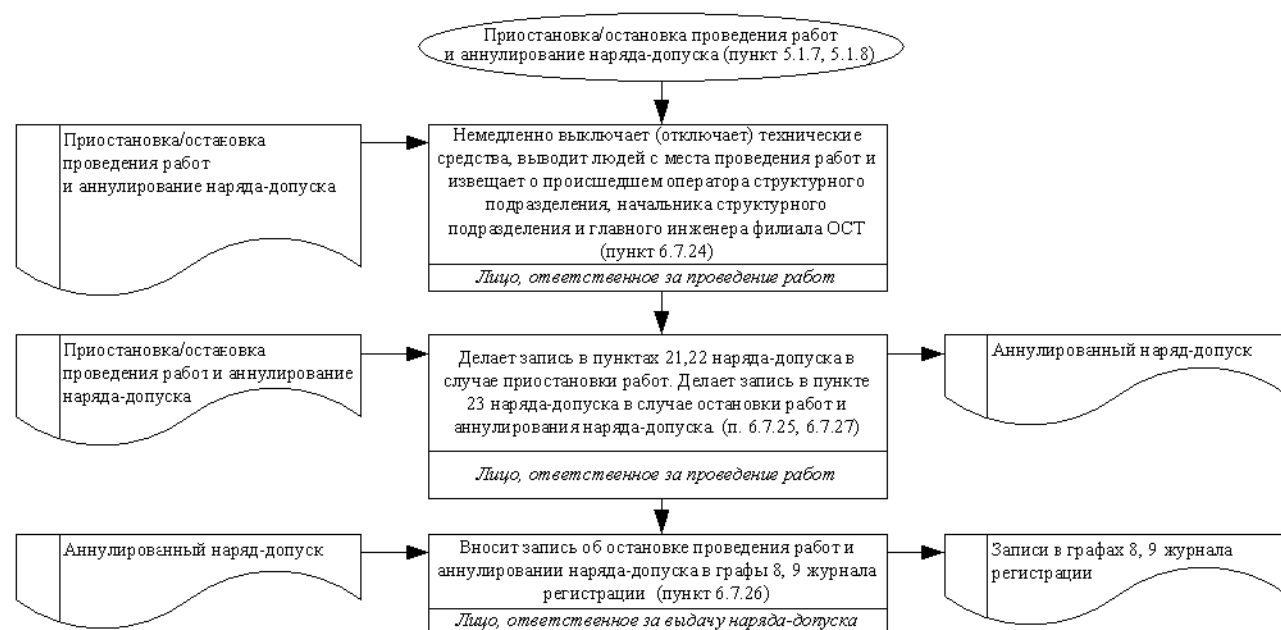 Приостановка/остановка проведения работ
и аннулирование наряда-допуска (пункт 5.1.7, 5.1.8)
Приостановка/остановка
проведения работ
и аннулирование наряда-допуска
Немедленно выключает (отключает) технические
средства, выводит людей с места проведения работ и
извещает о происшедшем оператора структурного
подразделения, начальника структурного
подразделения и главного инженера филиала ОСТ
(пункт 6.7.24)
Лицо, ответственное за проведение работ
Приостановка/остановка
проведения работ и аннулирование
наряда-допуска
Делает запись в пунктах 21,22 наряда-допуска в
случае приостановки работ. Делает запись в пункте
23 наряда-допуска в случае остановки работ и
аннулирования наряда-допуска. (п. 6.7.25, 6.7.27)
Лицо, ответственное за проведение работ
Аннулированный наряд-допуск
Аннулированный наряд-допуск
Вносит запись об остановке проведения работ и
аннулировании наряда-допуска в графы 8, 9 журнала
регистрации (пункт 6.7.26)
Лицо, ответственное за выдачу наряда-допуска
Записи в графах 8, 9 журнала
регистрации